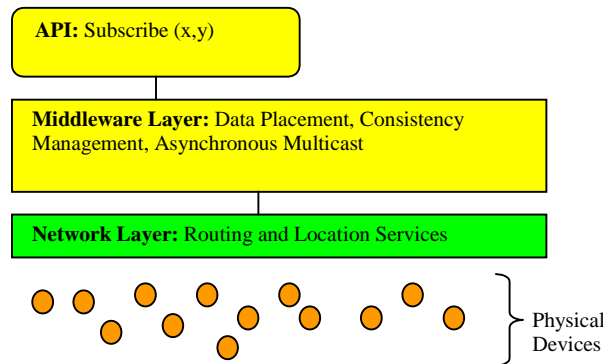 API: Subscribe (x,y)
Middleware Layer: Data Placement, Consistency
Management, Asynchronous Multicast
Network Layer: Routing and Location Services
Physical
Devices